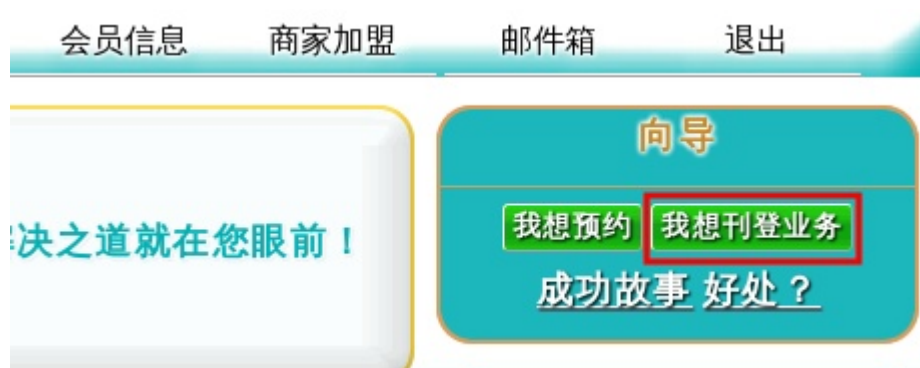 会员信息 商家加盟 邮件箱 退出
向导
决之道就在您眼前！
我想预约 我想刊登业务
成功故事 好处？